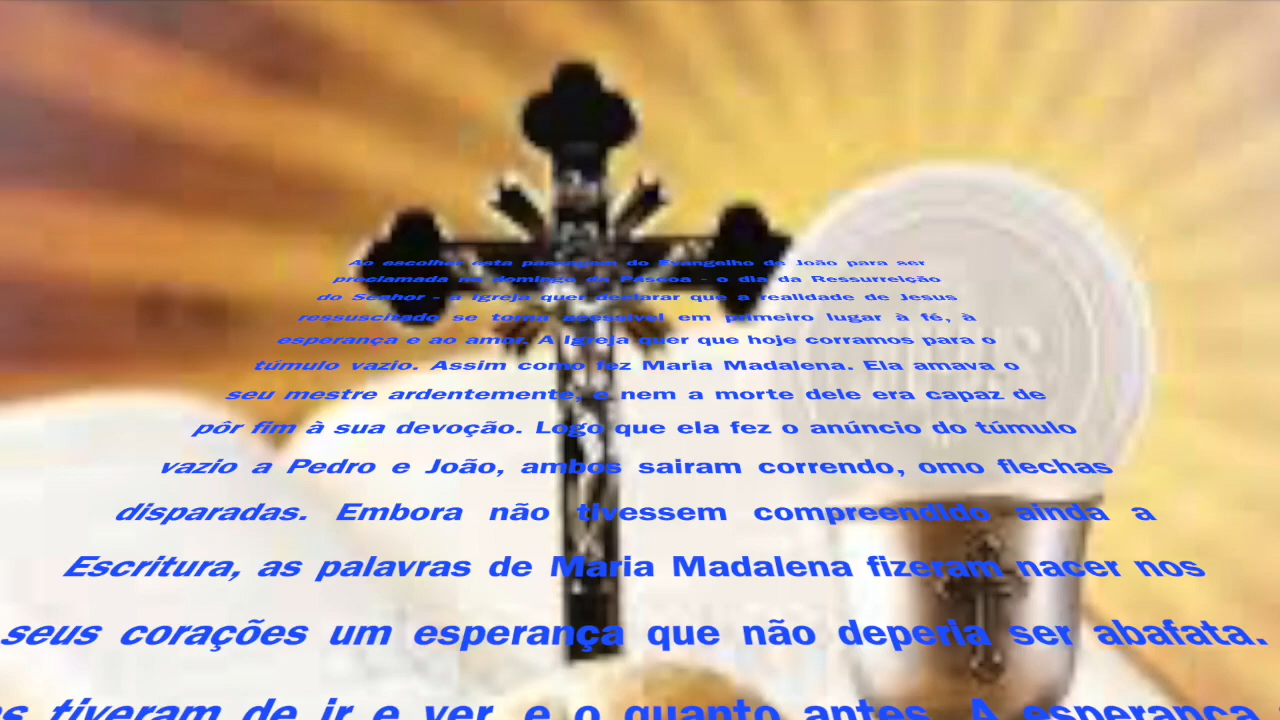 Ao escolher esta passagem do Evangelho de João para ser
proclamada no domingo de Páscoa - o dia da Ressurreição
do Senhor - a Igreja quer declarar que a realidade de Jesus
ressuscitado se torna acessível em primeiro lugar à fé, à
esperança e ao amor. A Igreja quer que hoje corramos para o
túmulo vazio. Assim como fez Maria Madalena. Ela amava o
seu mestre ardentemente, e nem a morte dele era capaz de
pôr fim à sua devoção. Logo que ela fez o anúncio do túmulo
vazio a Pedro e João, ambos sairam correndo, omo flechas
disparadas. Embora não tivessem compreendido ainda a
Escritura, as palavras de Maria Madalena fizeram nacer nos
seus corações um esperança que não deperia ser abafata.
tiveram de ir e ver, e o quanto antes. A esperança